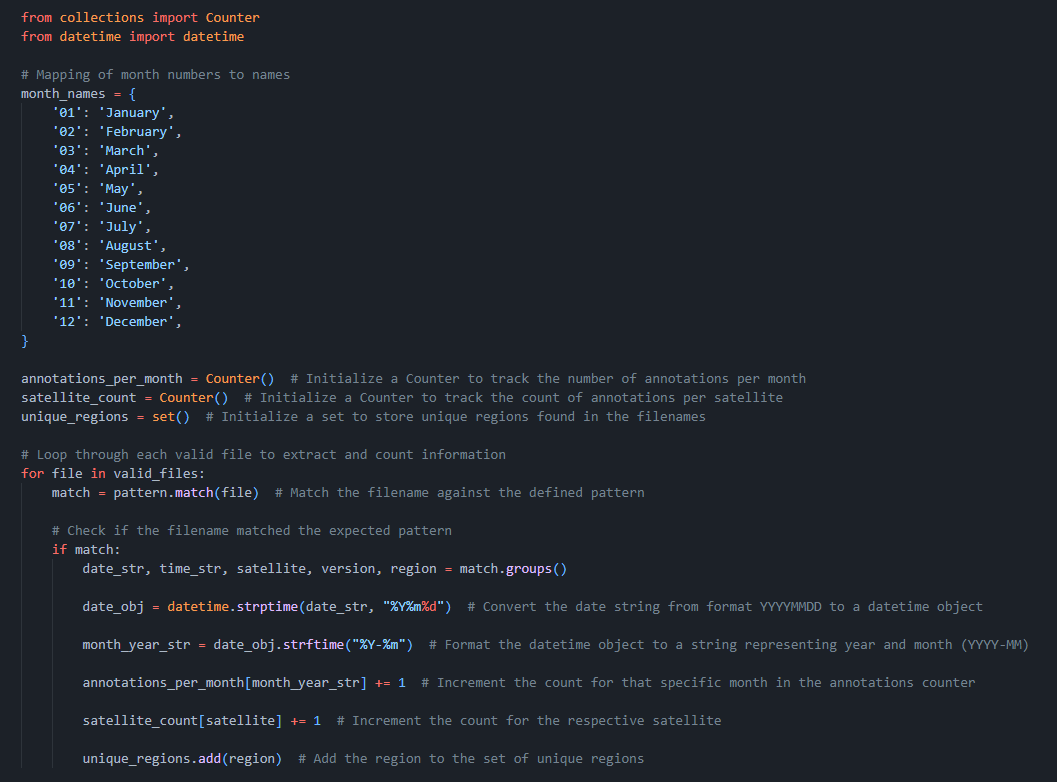 from collections import Counter
from datetime import datetime

# Mapping of month numbers to names
month_names = {
    '01': 'January',
    '02': 'February',
    '03': 'March',
    '04': 'April',
    '05': 'May',
    '06': 'June',
    '07': 'July',
    '08': 'August',
    '09': 'September',
    '10': 'October',
    '11': 'November',
    '12': 'December',
}

annotations_per_month = Counter()  # Initialize a Counter to track the number of annotations per month
satellite_count = Counter()  # Initialize a Counter to track the count of annotations per satellite
unique_regions = set()  # Initialize a set to store unique regions found in the filenames

# Loop through each valid file to extract and count information
for file in valid_files:
    match = pattern.match(file)  # Match the filename against the defined pattern

    # Check if the filename matched the expected pattern
    if match:
        date_str, time_str, satellite, version, region = match.groups()

        date_obj = datetime.strptime(date_str, "%Y%m%d")  # Convert the date string from format YYYYMMDD to a datetime object

        month_year_str = date_obj.strftime("%Y-%m")  # Format the datetime object to a string representing year and month (YYYY-MM)

        annotations_per_month[month_year_str] += 1  # Increment the count for that specific month in the annotations counter

        satellite_count[satellite] += 1  # Increment the count for the respective satellite

        unique_regions.add(region)  # Add the region to the set of unique regions